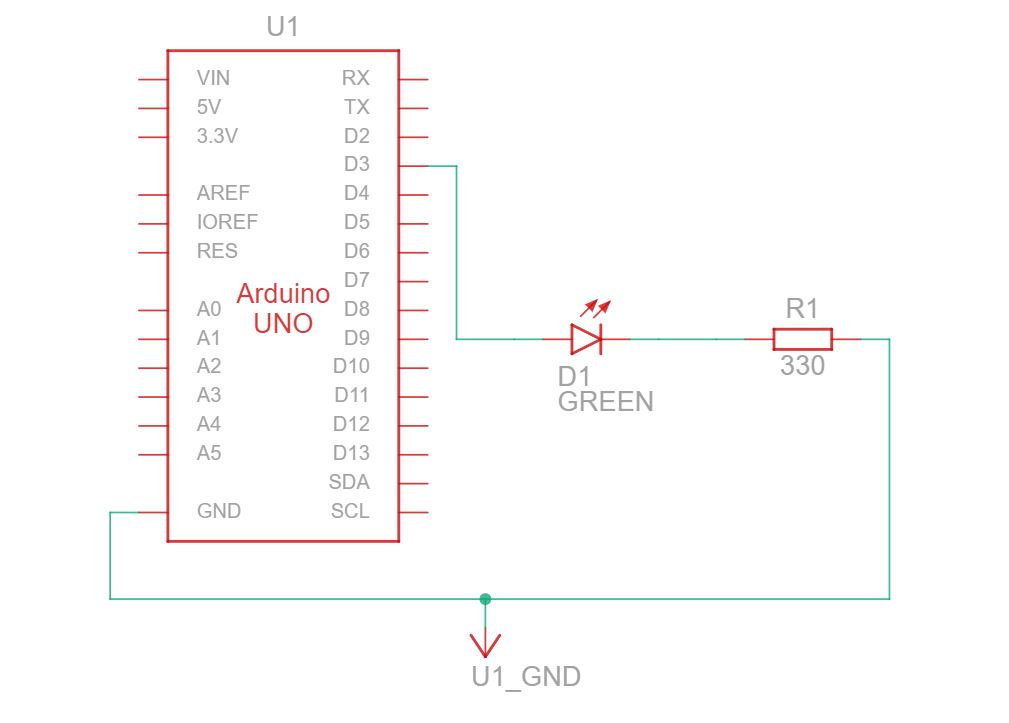 U1
VIN
5V
3.3V
AREF
IOREF
RES
A0
A1
A2
A3
A4
A5
GND
Arduino
UNO
RX
TX
D2
D3
D4
D5
D6
D7
D8
D9
D10
D11
D12
D13
SDA
SCL
D1
GREEN
R1
330
U1_GND